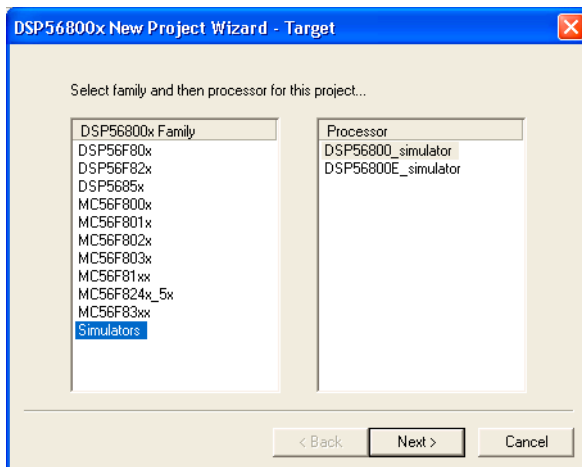 DSP56800x New Project Wizard - Target
Select family and then processor for this project...
DSP56800x Family
DSP56F80x
DSP56F82x
DSP5685x
MC56F800x
MC56F801x
MC56F802x
MC56F803x
MC56F81xx
MC56F824x_5x
MC56F83xx
Simulators
Processor
DSP56800_simulator
DSP56800E_simulator
< Back
Next >
Cancel